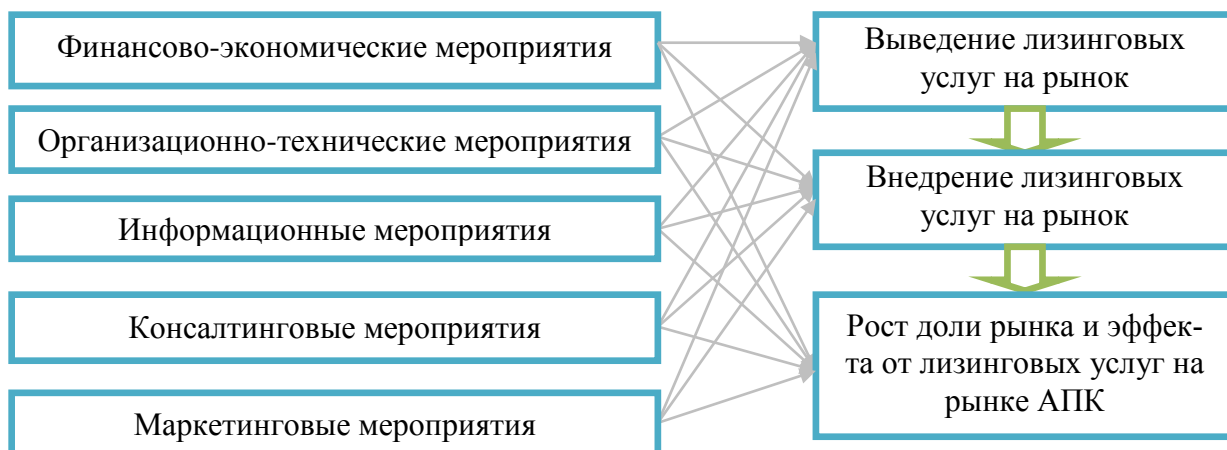 Финансово-экономические мероприятия
Организационно-технические мероприятия
Информационные мероприятия
Консалтинговые мероприятия
Маркетинговые мероприятия
Выведение лизинговых
услуг на рынок
Внедрение лизинговых
услуг на рынок
Рост доли рынка и эффек-
та от лизинговых услуг на
рынке АПК